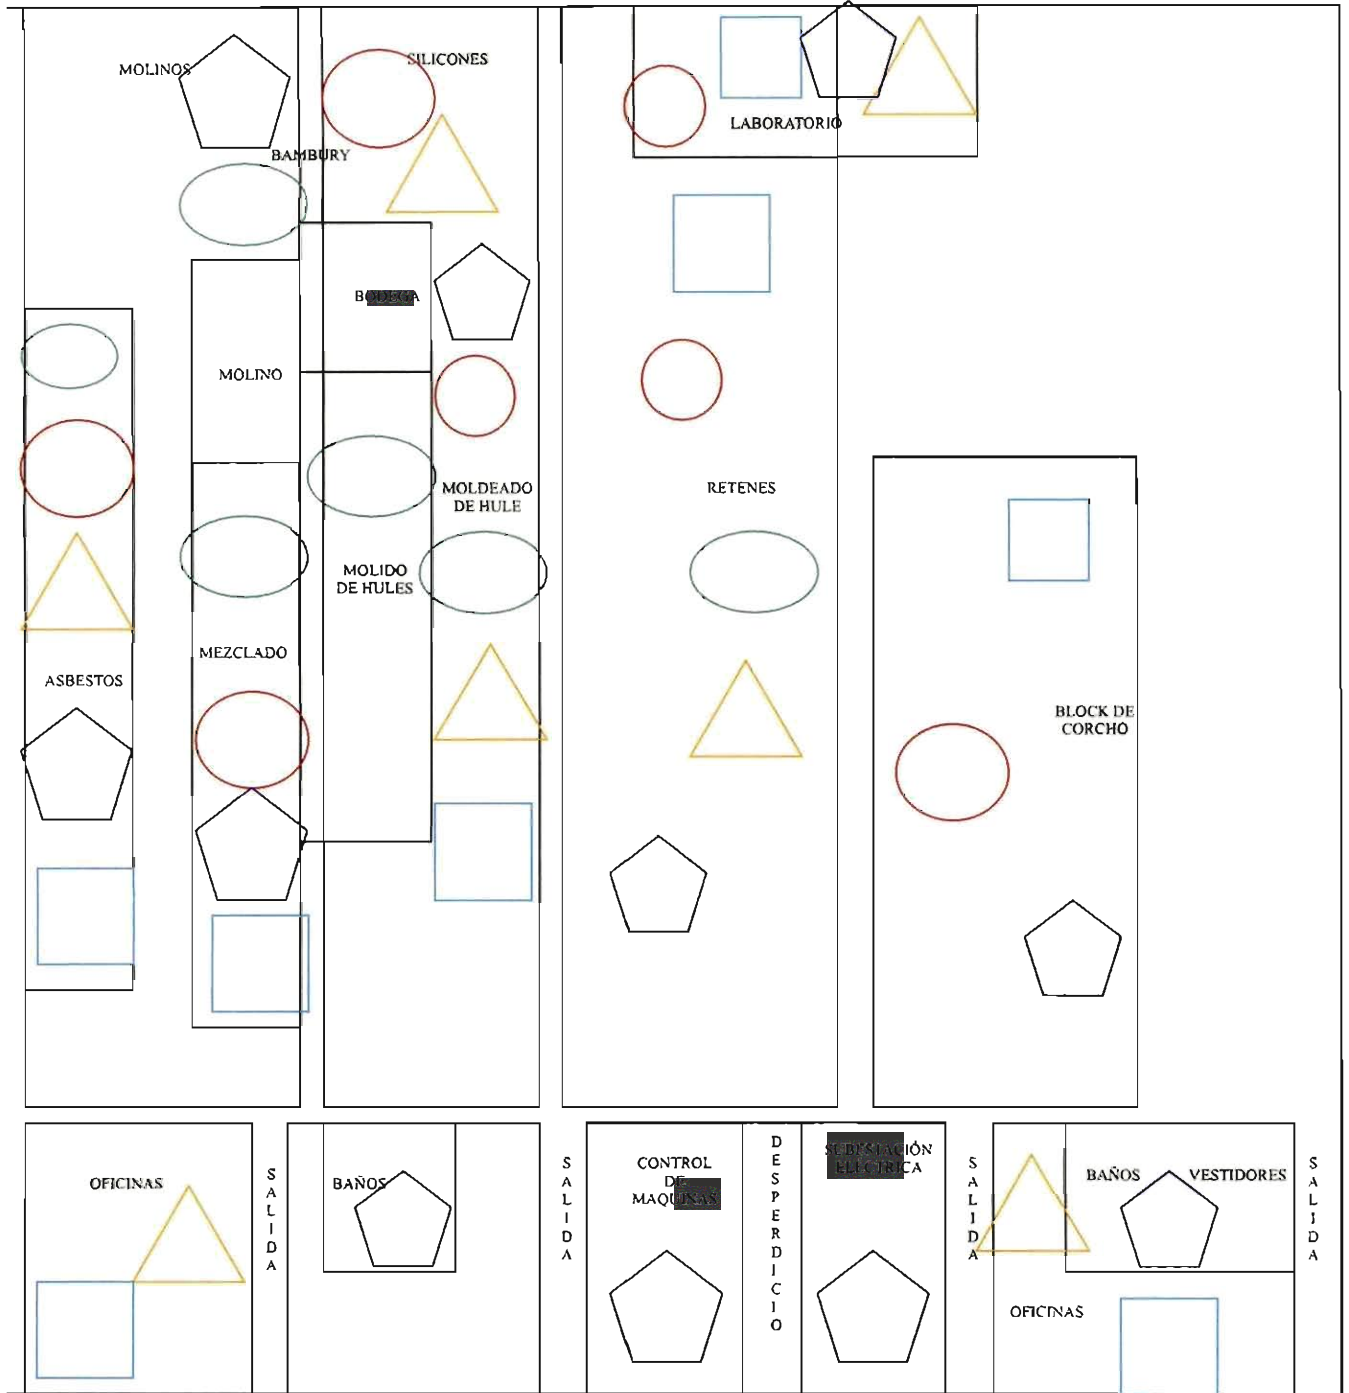 MOLINOS
SILICONES
LABORATORIO
BAMBURY
MOLINO
MOLDEADO
DE HULE
RETENES
MOLIDO
DE HULES
MEZCLADO
ASBESTOS
BLOCK DE
CORCHO
OFICINAS
SALIDA
BAÑOS
SALIDA
CONTROL
DE
DESPERDICIO
SALIDA
BAÑOS
VESTIDORES
OFICINAS
SALIDA